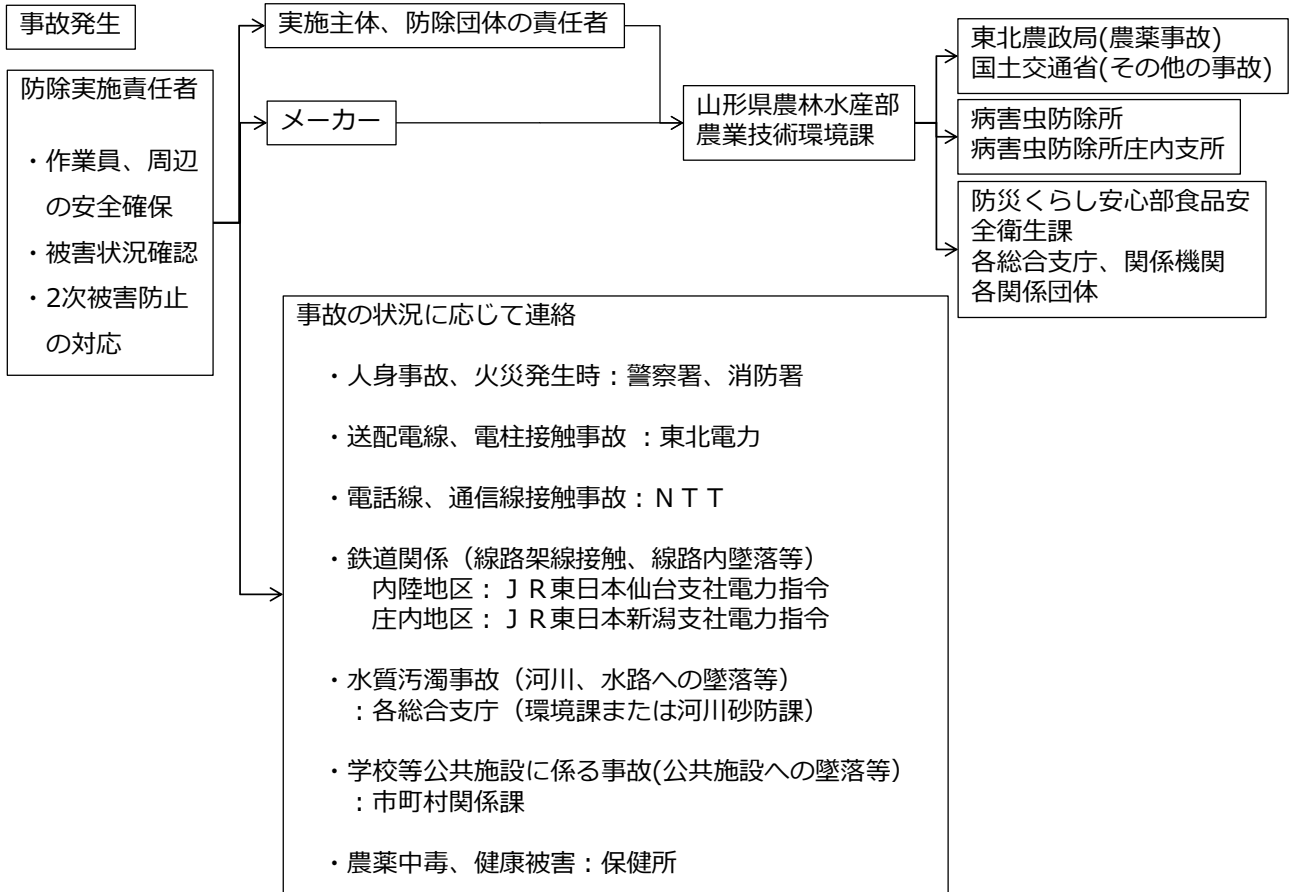 事故発生
防除実施責任者
・作業員、周辺
の安全確保
・被害状況確認
・2次被害防止
の対応
実施主体、防除団体の責任者
メーカー
山形県農林水産部
農業技術環境課
東北農政局(農薬事故)
国土交通省(その他の事故)
病害虫防除所
病害虫防除所庄内支所
防災くらし安心部食品安
全衛生課
各総合支庁、関係機関
各関係団体
事故の状況に応じて連絡
・人身事故、火災発生時：警察署、消防署
・送配電線、電柱接触事故 ：東北電力
・電話線、通信線接触事故：ＮＴＴ
・鉄道関係（線路架線接触、線路内墜落等）
内陸地区：ＪＲ東日本仙台支社電力指令
庄内地区：ＪＲ東日本新潟支社電力指令
・水質汚濁事故（河川、水路への墜落等）
：各総合支庁（環境課または河川砂防課）
・学校等公共施設に係る事故(公共施設への墜落等）
：市町村関係課
・農薬中毒、健康被害：保健所